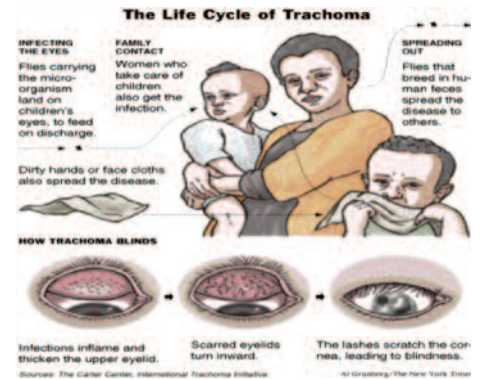 The Life Cycle of Trachoma
INFECTING
THE EYES
Flies carrying
the micro-
organism
land on
children's
eyes, to feed
on discharge.
FAMILY
CONTACT
Women who
take care of
children
also get the
infection.
SPREADING
OUT
Flies that
breed in hu-
man feces
spread the
disease to
others.
Dirty hands or face cloths
also spread the disease.
HOW TRACHOMA BLINDS
Infections inflame and
thicken the upper eyelid.
Scarred eyelids
turn inward.
The lashes scratch the cor-
nea, leading to blindness.
Sources: The Carter Center, International Trachoma Initiative
Al Granberg/The New York Times